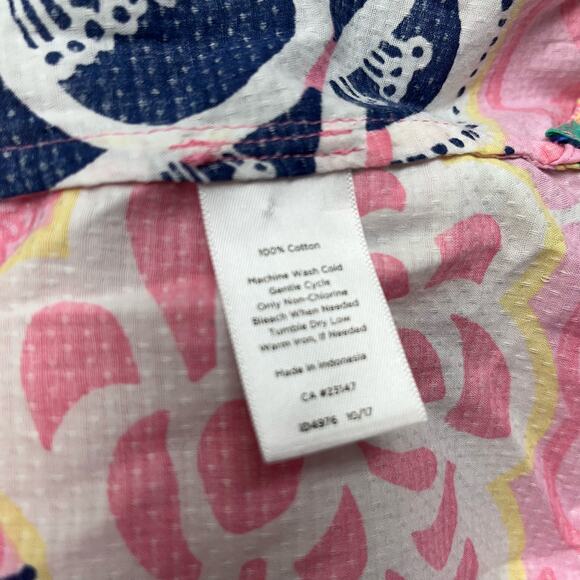 100% Cotton
Machine Wash Cold
Gentle Cycle
Only Non-Chlorine
Bleach When Needed
Tumble Dry Low
Warm Iron, if Needed
Made in Indonesia
CA #23147
ID4976 10/17